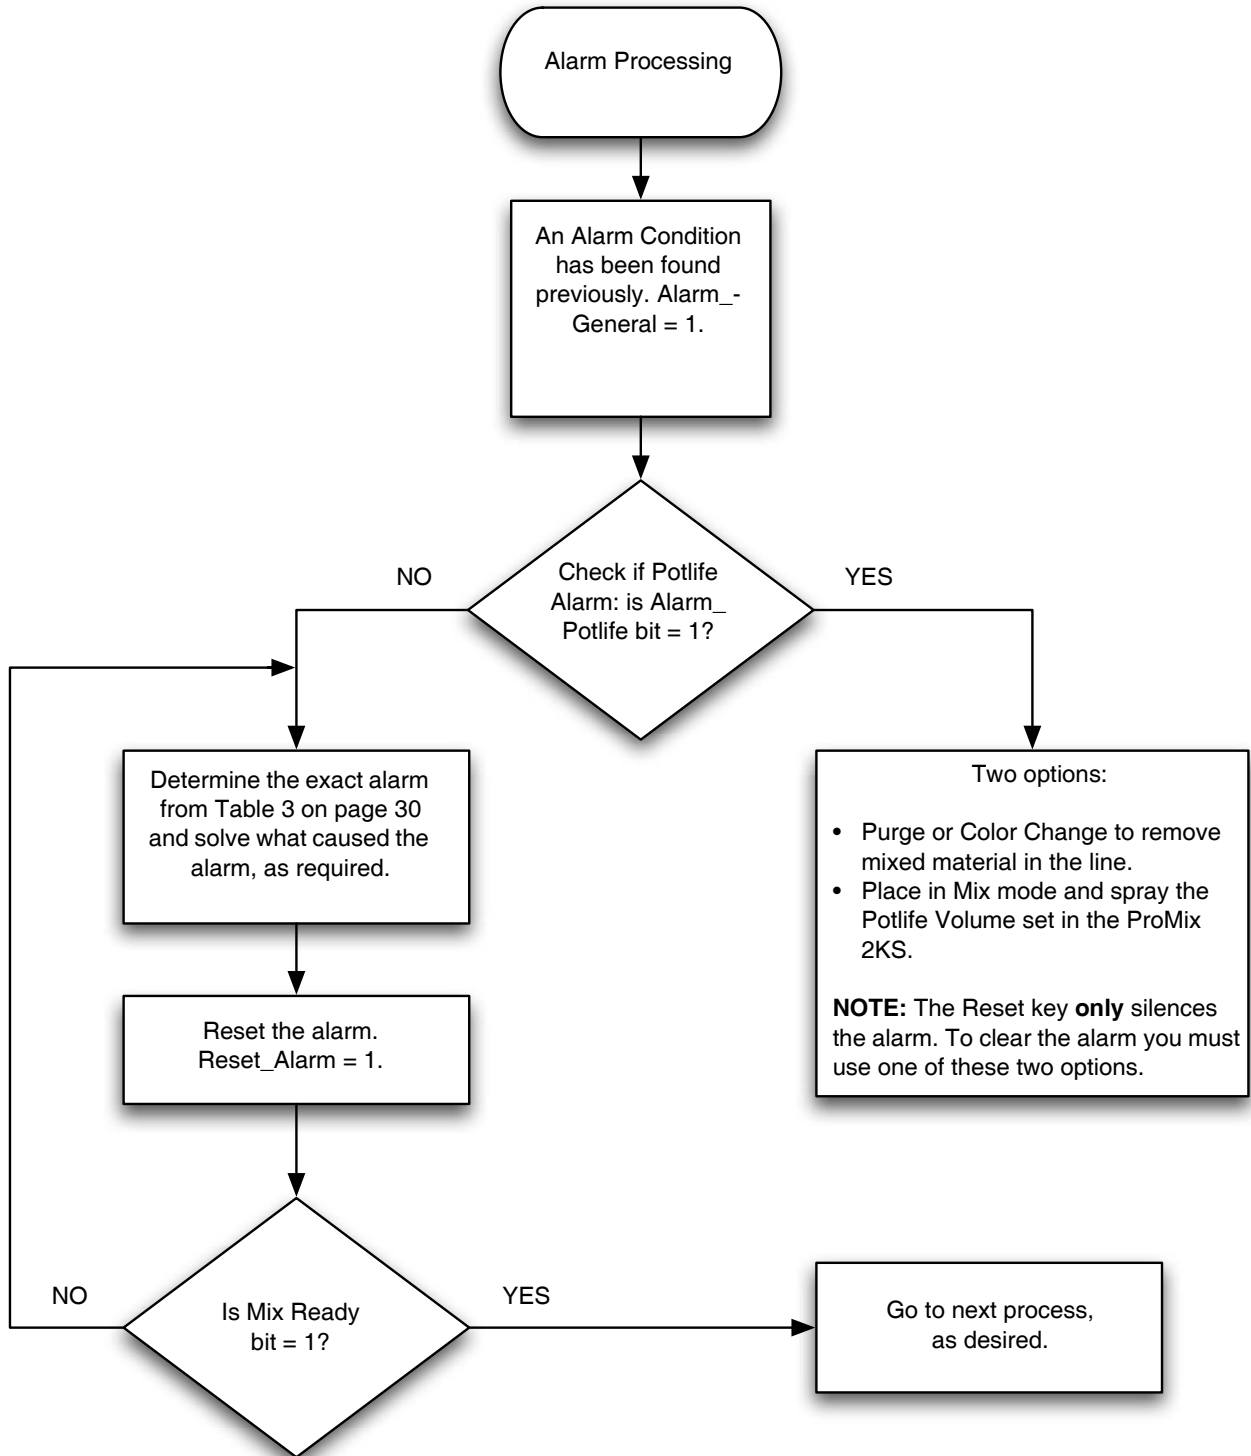 Alarm Processing
An Alarm Condition
has been found
previously. Alarm_-
General = 1.
NO
Check if Potlife
Alarm: is Alarm_
Potlife bit = 1?
YES
Determine the exact alarm
from Table 3 on page 30
and solve what caused the
alarm, as required.
Two options:
• Purge or Color Change to remove
mixed material in the line.
• Place in Mix mode and spray the
Potlife Volume set in the ProMix
2KS.
NOTE: The Reset key only silences
the alarm. To clear the alarm you must
use one of these two options.
Reset the alarm.
Reset_Alarm = 1.
NO
Is Mix Ready
bit = 1?
YES
Go to next process,
as desired.